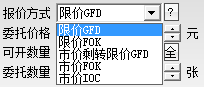 报价方式 限价GFD ?
委托价格 限价GFD 元
可开数量 限价FOK 全
市价剩转限价GFD
委托数量 市价FOK 张
市价IOC